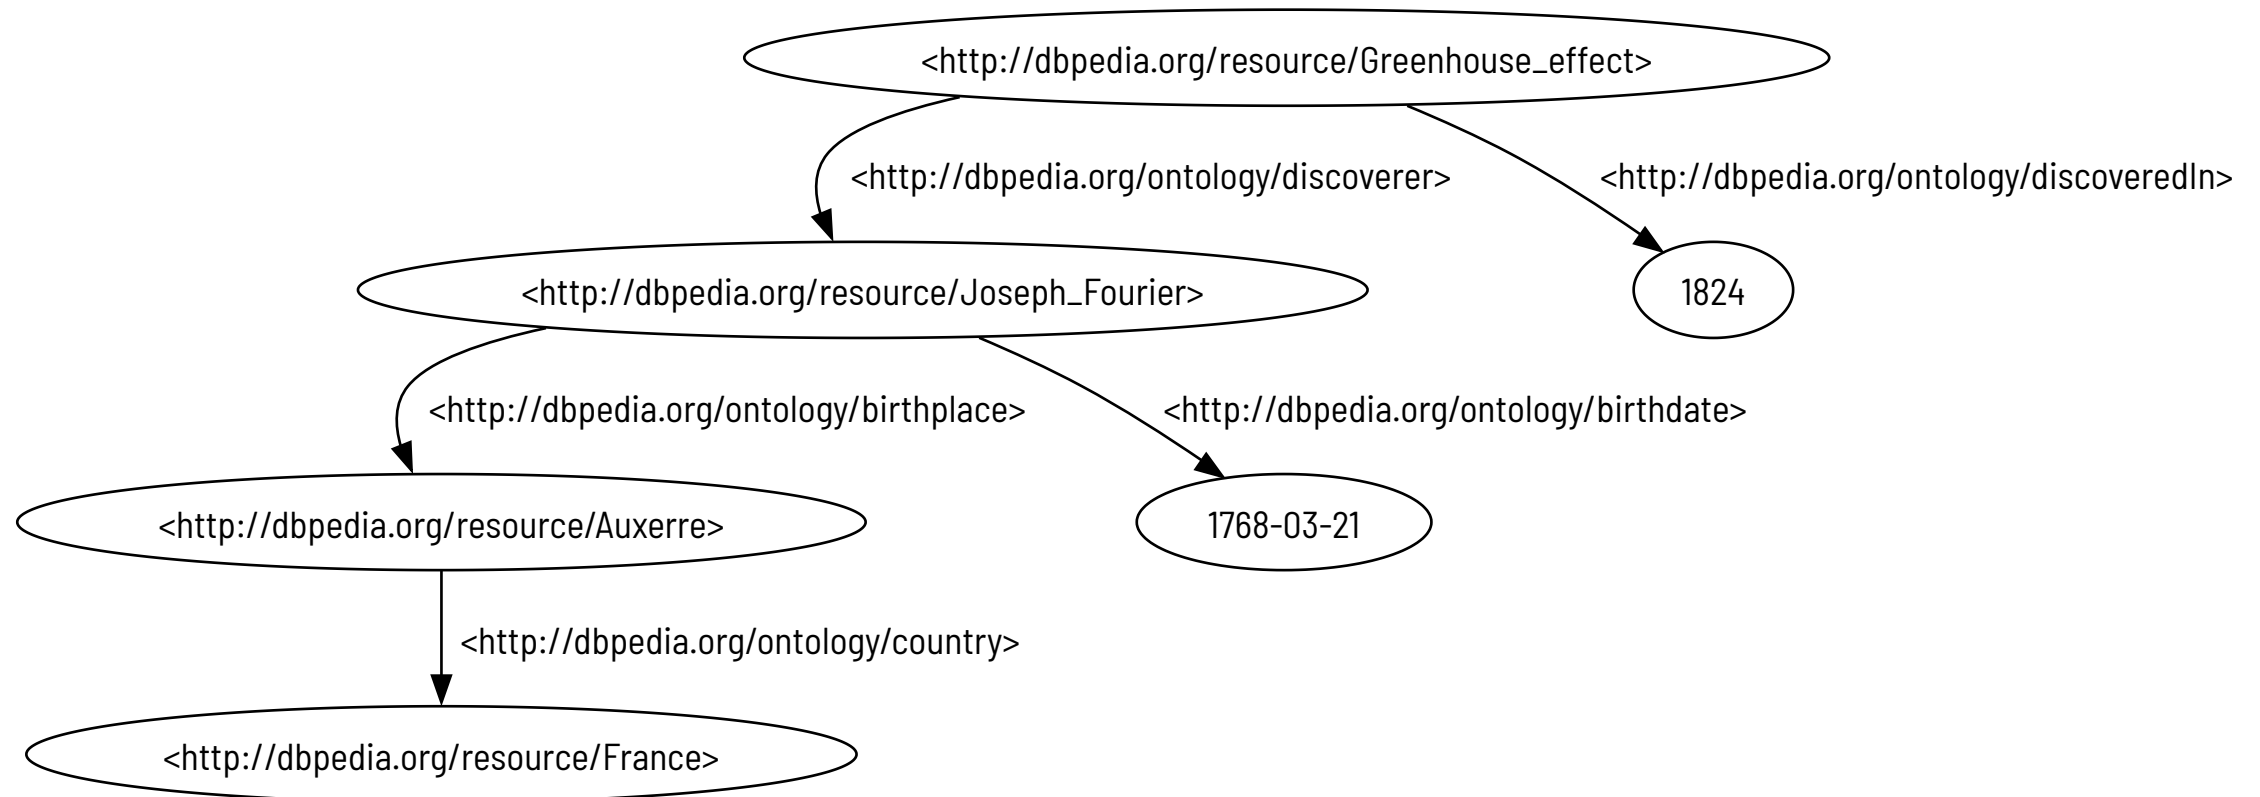 <http://dbpedia.org/resource/Greenhouse_effect>
<http://dbpedia.org/ontology/discoverer>
<http://dbpedia.org/ontology/discoveredIn>
<http://dbpedia.org/resource/Joseph_Fourier>
1824
<http://dbpedia.org/ontology/birthplace>
<http://dbpedia.org/ontology/birthdate>
<http://dbpedia.org/resource/Auxerre>
1768-03-21
<http://dbpedia.org/ontology/country>
<http://dbpedia.org/resource/France>